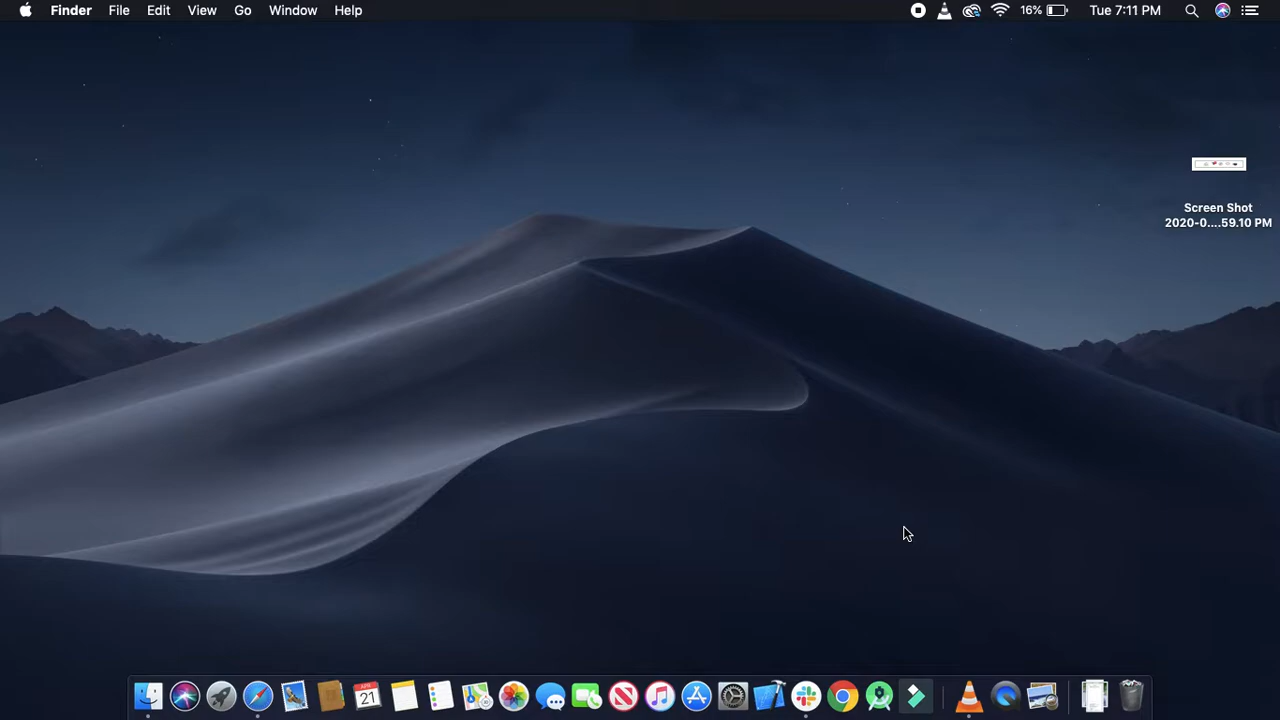 Finder File Edit View Go Window Help 16% Tue 7:11 PM
Screen Shot
2020-0....59.10 PM
APR
21